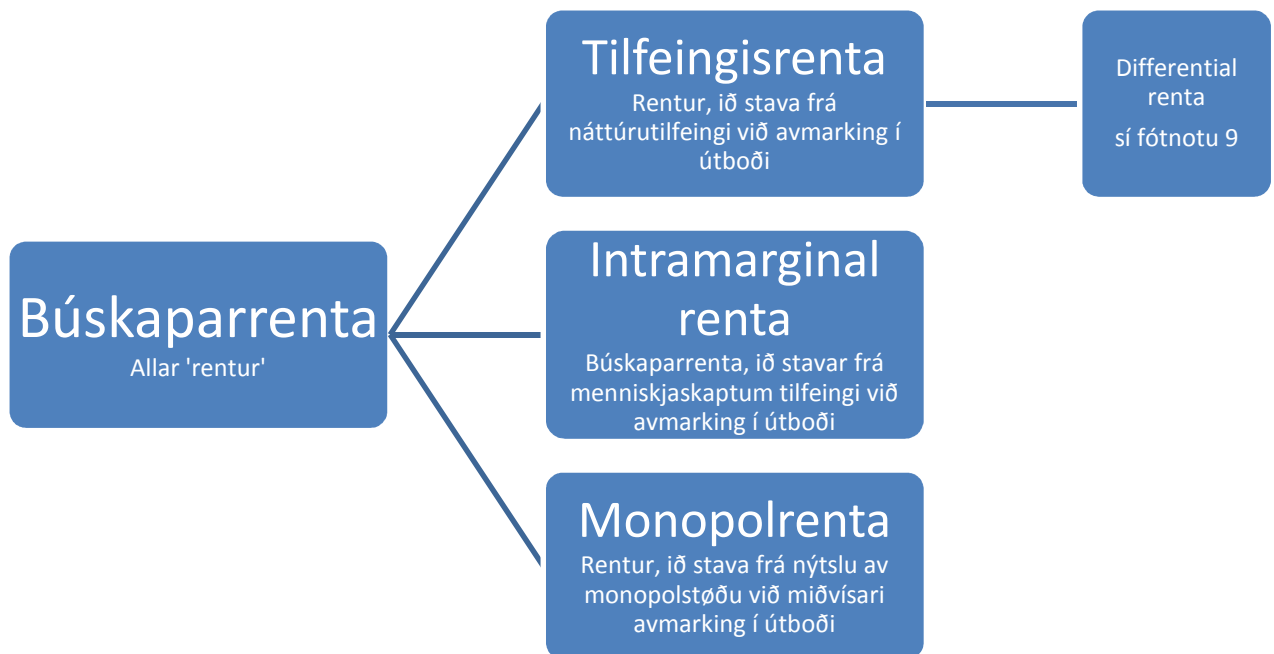 Búskaparrenta
Allar 'rentur'
Tilfeingisrenta
Rentur, ið stava frá
náttúrutilfeingi við avmarking í
útboði
Differential
renta
sí fótnotu 9
Intramarginal
renta
Búskaparrenta, ið stavar frá
menniskjaskaptum tilfeingi við
avmarking í útboði
Monopolrenta
Rentur, ið stava frá nýtslu av
monopolstøðu við miðvísari
avmarking í útboði